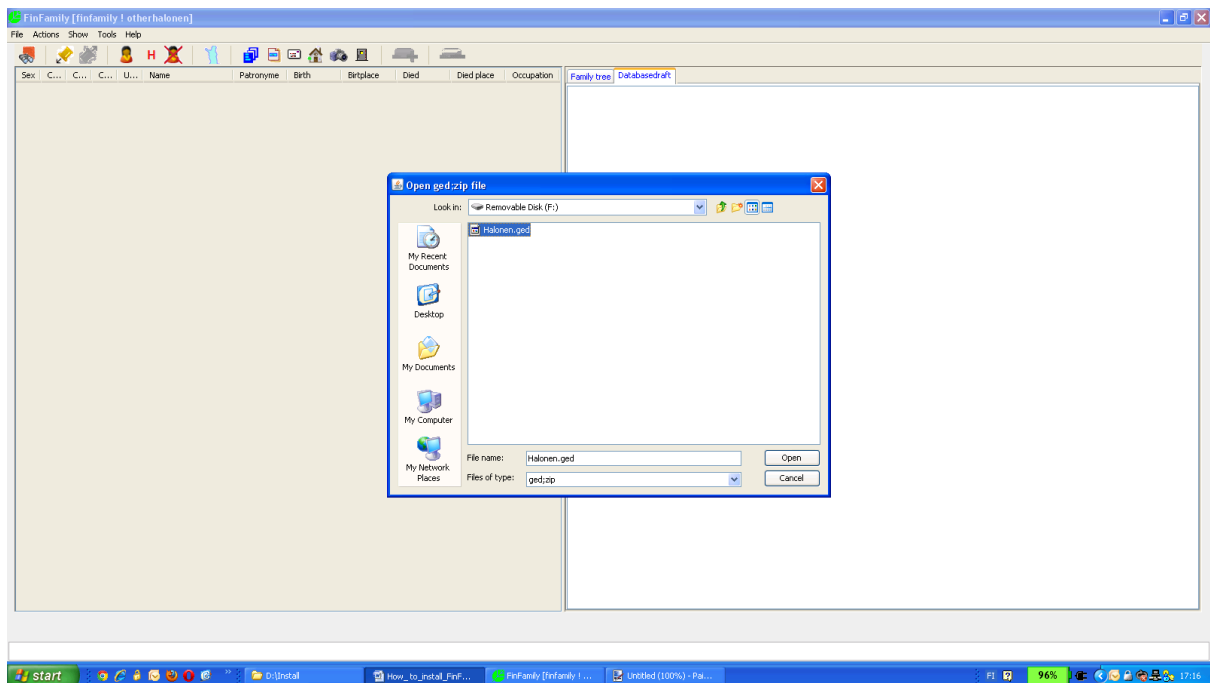 FinFamily [finfamily ! otherhalonen]
File Actions Show Tools Help
H
Sex C... C... C... U... Name Patronyme Birth Birtplace Died Died place Occupation
Family tree Databasedraft
Open ged;zip file
Look in: Removable Disk (F:)
Halonen.ged
My Recent
Documents
Desktop
My Documents
My Computer
My Network
Places
File name: Halonen.ged Open
Files of type: ged;zip Cancel
start D:\Install How_to_install_FinF... FinFamily [finfamily ! ... Untitled (100%) - Pai... FI 96% 17:16